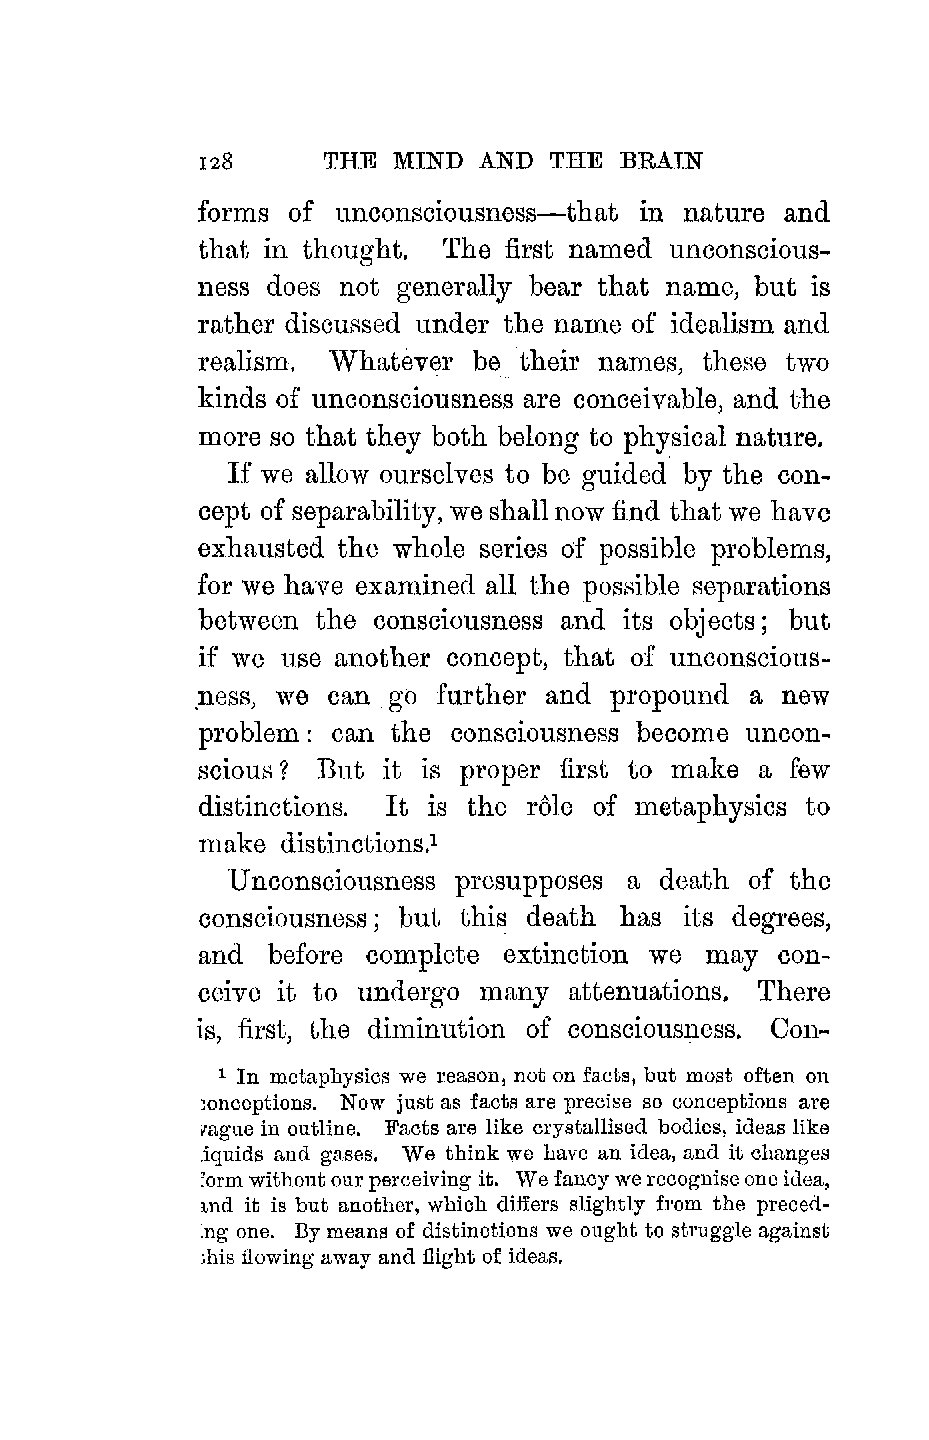 128 THE MIND AND THE BRAIN
forms of unconsciousness—that in nature and
that in thought. The first named unconscious-
ness does not generally bear that name, but is
rather discussed under the name of idealism and
realism. Whatever be their names, these two
kinds of unconsciousness are conceivable, and the
more so that they both belong to physical nature.
If we allow ourselves to be guided by the con-
cept of separability, we shall now find that we have
exhausted the whole series of possible problems,
for we have examined all the possible separations
between the consciousness and its objects; but
if we use another concept, that of unconscious-
ness, we can go further and propound a new
problem: can the consciousness become uncon-
scious? But it is proper first to make a few
distinctions. It is the rôle of metaphysics to
make distinctions.¹
Unconsciousness presupposes a death of the
consciousness; but this death has its degrees,
and before complete extinction we may con-
ceive it to undergo many attenuations. There
is, first, the diminution of consciousness. Con-
¹ In metaphysics we reason, not on facts, but most often on
conceptions. Now just as facts are precise so conceptions are
vague in outline. Facts are like crystallised bodies, ideas like
liquids and gases. We think we have an idea, and it changes
form without our perceiving it. We fancy we recognise one idea,
and it is but another, which differs slightly from the preced-
ing one. By means of distinctions we ought to struggle against
this flowing away and flight of ideas.